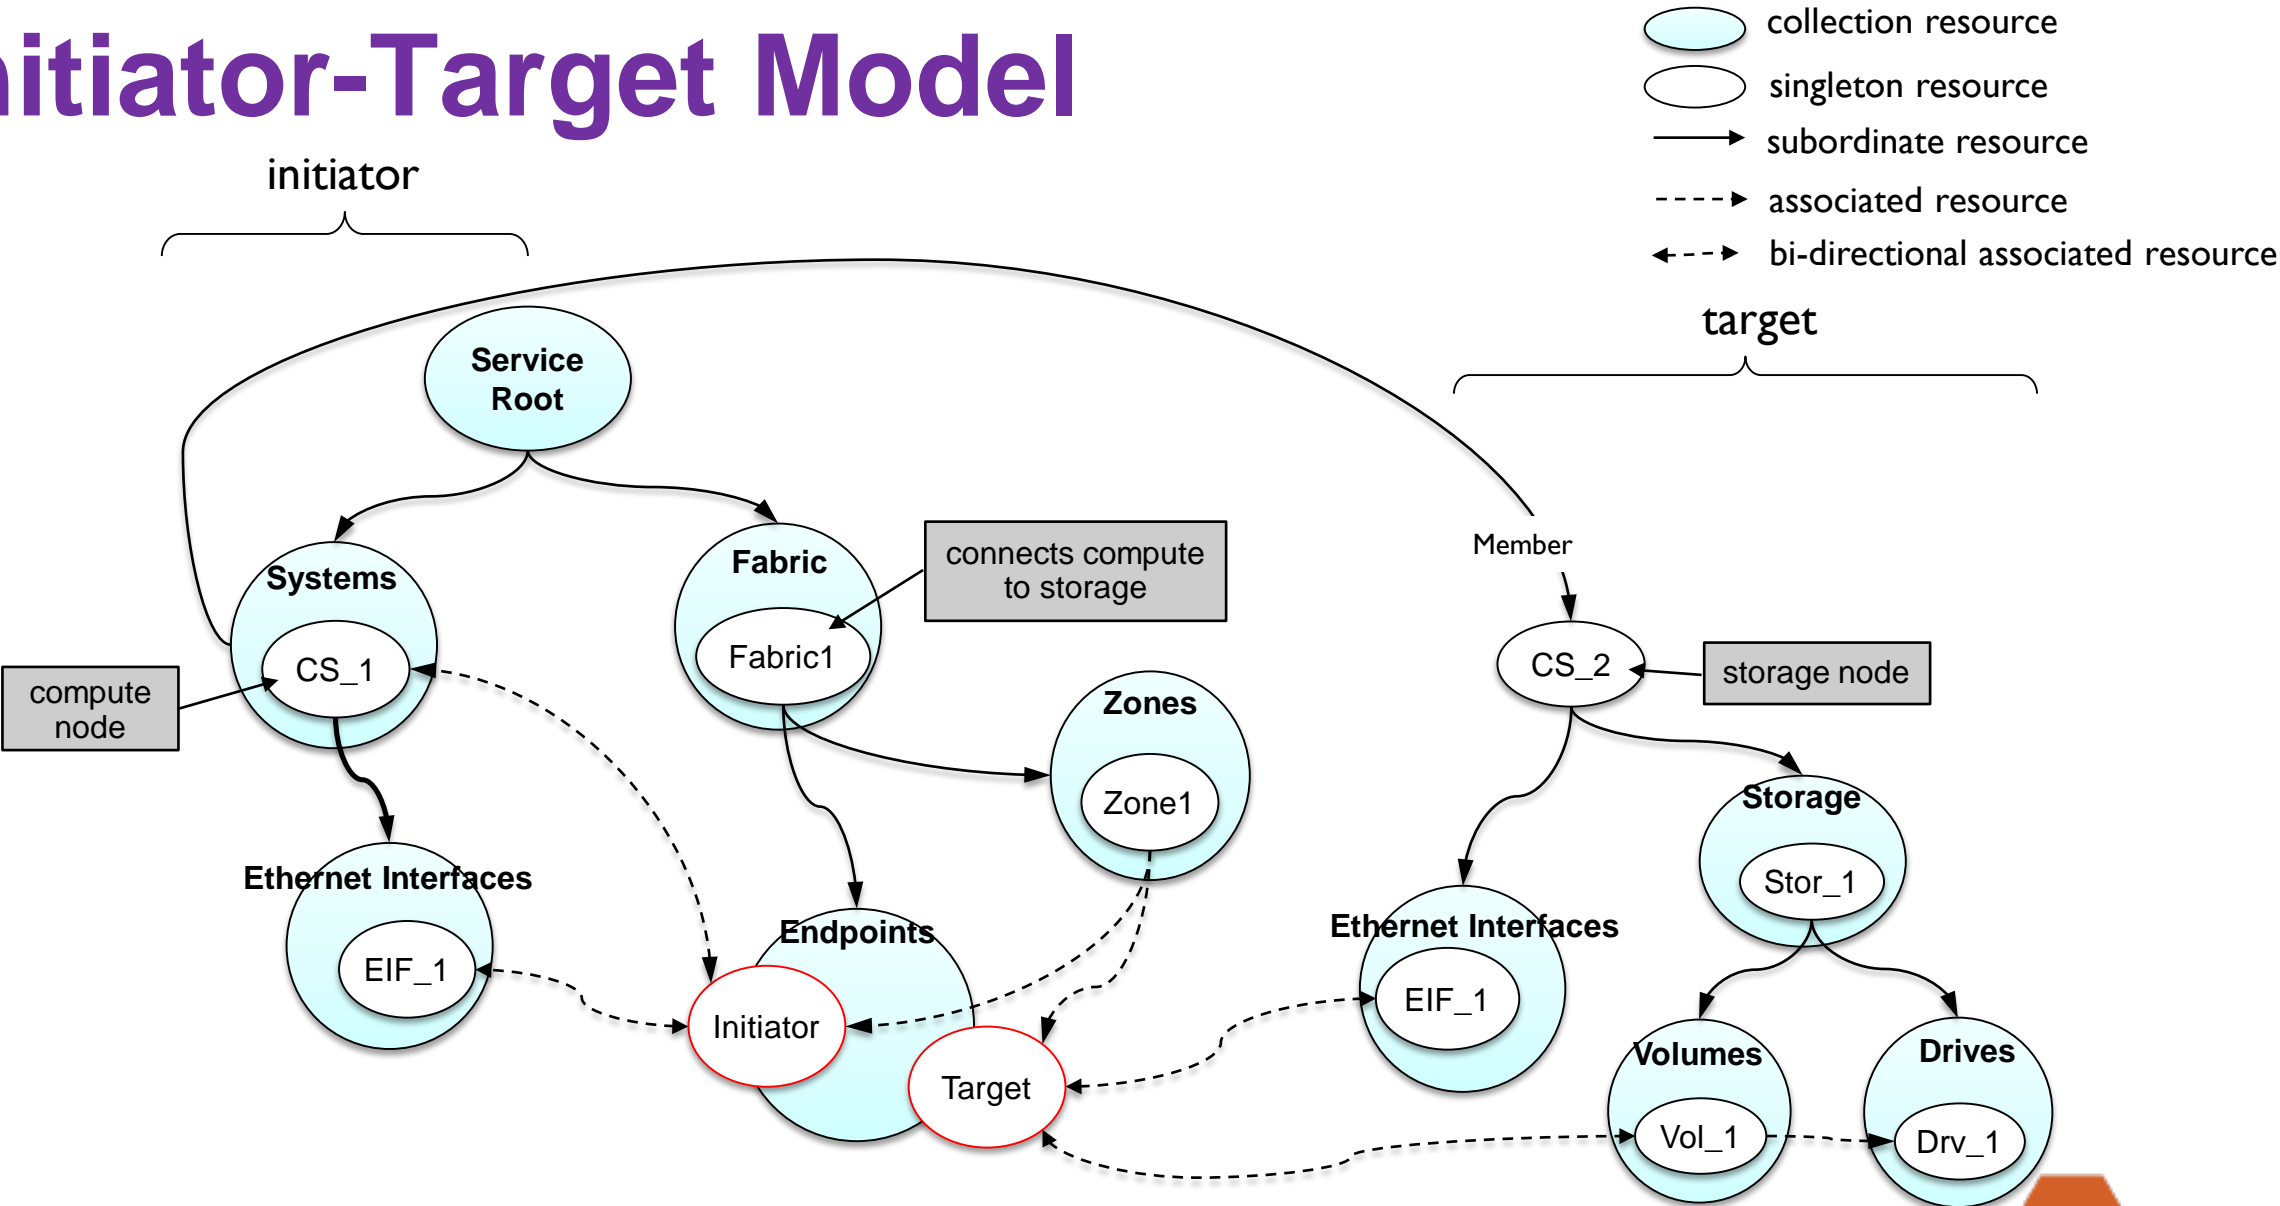 nitiator-Target Model
collection resource
singleton resource
subordinate resource
associated resource
bi-directional associated resource
initiator
target
Service
Root
Systems
CS_1
compute
node
Fabric
Fabric1
connects compute
to storage
Member
CS_2
storage node
Zones
Zone1
Storage
Stor_1
Ethernet Interfaces
EIF_1
Endpoints
Initiator
Target
Ethernet Interfaces
EIF_1
Volumes
Vol_1
Drives
Drv_1